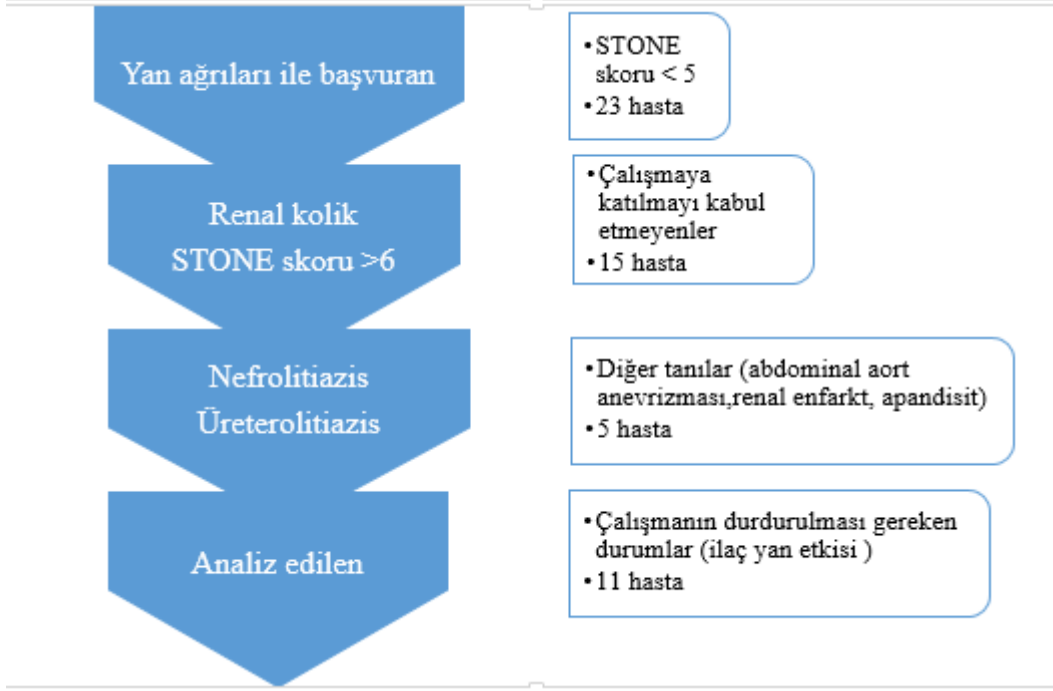 Yan ağrıları ile başvuran
•STONE
skoru < 5
•23 hasta
Renal kolik
STONE skoru >6
•Çalışmaya
katılmayı kabul
etmeyenler
•15 hasta
Nefrolitiazis
Üreterolitiazis
•Diğer tanılar (abdominal aort
anevrizması,renal enfarkt, apandisit)
•5 hasta
Analiz edilen
•Çalışmanın durdurulması gereken
durumlar (ilaç yan etkisi )
•11 hasta